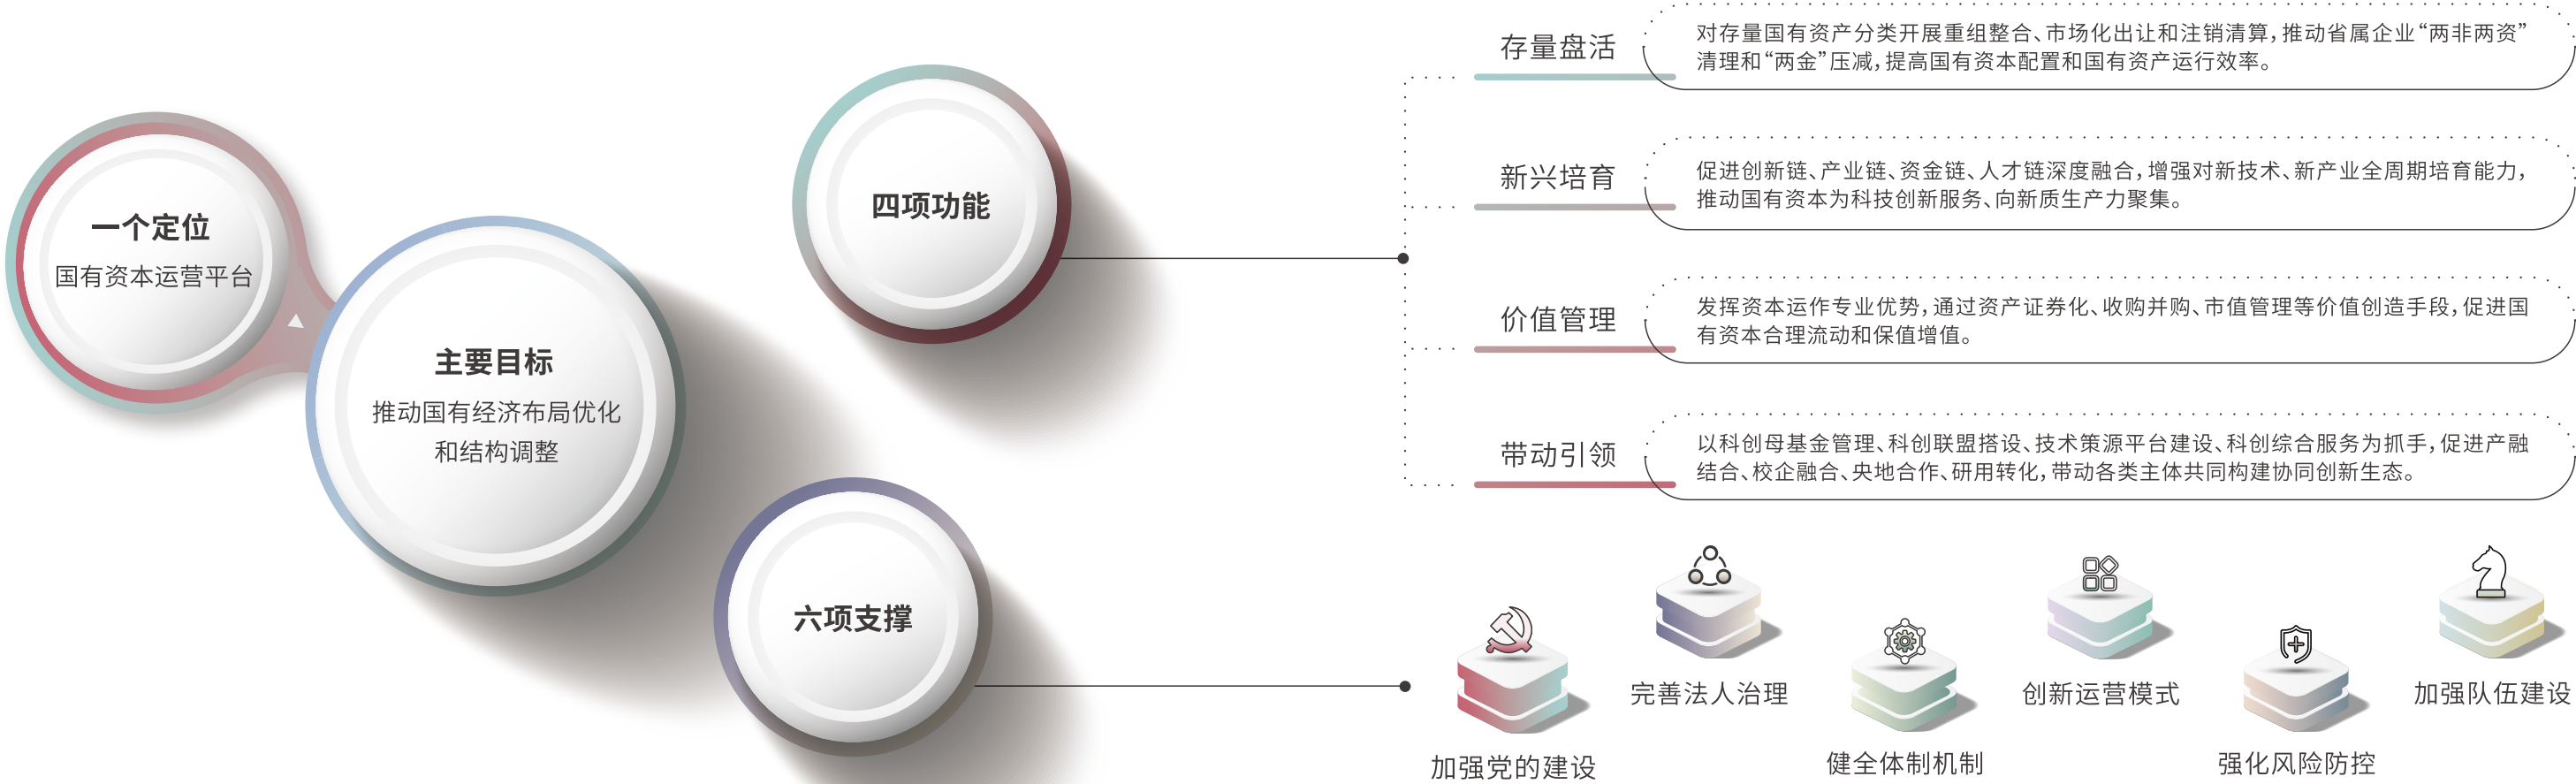 一个定位
国有资本运营平台
主要目标
推动国有经济布局优化
和结构调整
四项功能
存量盘活
对存量国有资产分类开展重组整合、市场化出让和注销清算，推动省属企业“两非两资”
清理和“两金”压减，提高国有资本配置和国有资产运行效率。
新兴培育
促进创新链、产业链、资金链、人才链深度融合，增强对新技术、新产业全周期培育能力，
推动国有资本为科技创新服务、向新质生产力聚集。
价值管理
发挥资本运作专业优势，通过资产证券化、收购并购、市值管理等价值创造手段，促进国
有资本合理流动和保值增值。
带动引领
以科创母基金管理、科创联盟搭设、技术策源平台建设、科创综合服务为抓手，促进产融
结合、校企融合、央地合作、研用转化，带动各类主体共同构建协同创新生态。
六项支撑
加强党的建设
完善法人治理
健全体制机制
创新运营模式
强化风险防控
加强队伍建设